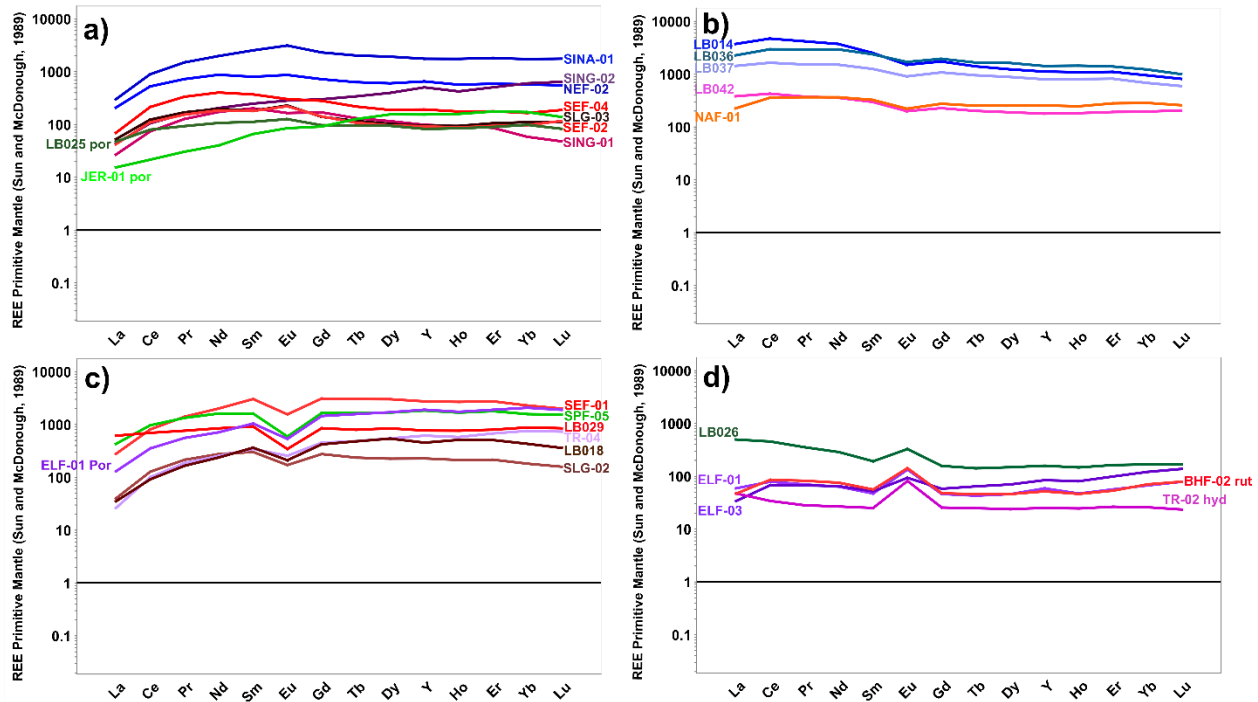 a)
REE Primitive Mantle (Sun and McDonough, 1989)
10000
1000
100
10
1
0.1
SINA-01
SING-02
NEF-02
SEF-04
SLG-03
SEF-02
SING-01
LB025 por
JER-01 por
La Ce Pr Nd Sm Eu Gd Tb Dy Y Ho Er Yb Lu
b)
REE Primitive Mantle (Sun and McDonough, 1989)
10000
1000
100
10
1
0.1
LB014
LB036
LB037
LB042
NAF-01
La Ce Pr Nd Sm Eu Gd Tb Dy Y Ho Er Yb Lu
c)
REE Primitive Mantle (Sun and McDonough, 1989)
10000
1000
100
10
1
0.1
SEF-01
SPF-05
LB029
TR-04
LB018
SLG-02
ELF-01 Por
La Ce Pr Nd Sm Eu Gd Tb Dy Y Ho Er Yb Lu
d)
REE Primitive Mantle (Sun and McDonough, 1989)
10000
1000
100
10
1
0.1
LB026
ELF-01
ELF-03
BHF-02 rut
TR-02 hyd
La Ce Pr Nd Sm Eu Gd Tb Dy Y Ho Er Yb Lu